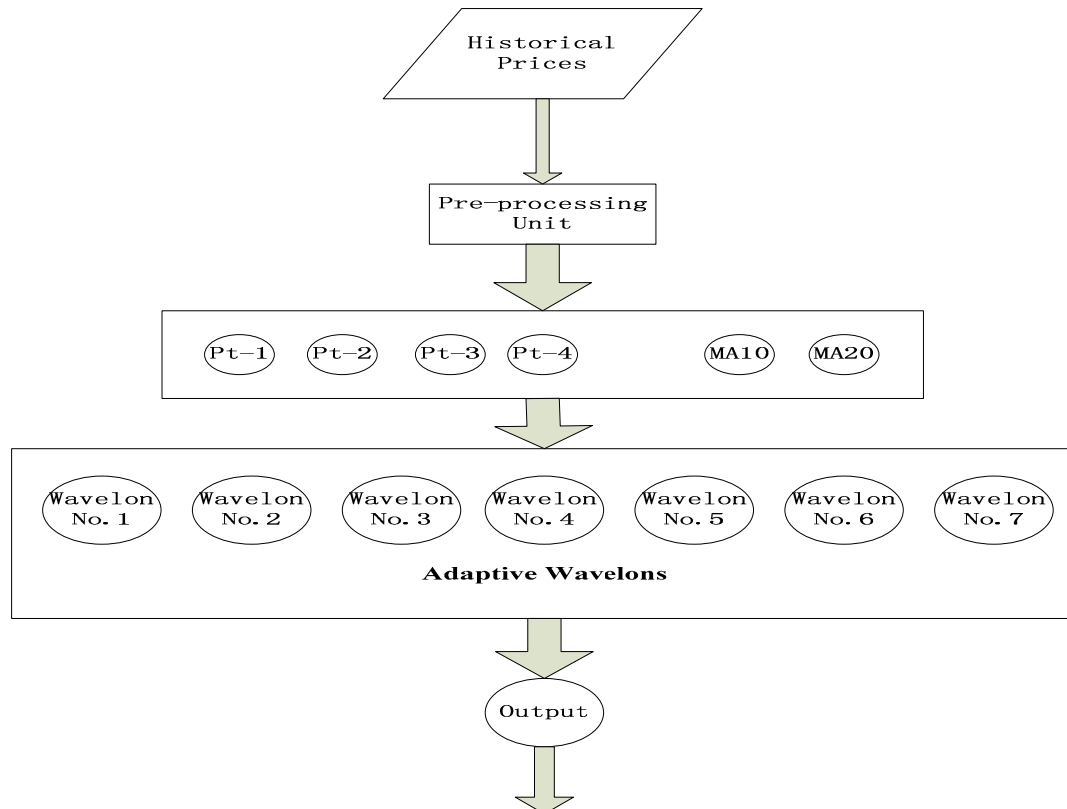 Historical
Prices
Pre-processing
Unit
Pt-1 Pt-2 Pt-3 Pt-4 MA10 MA20
Wavelon Wavelon Wavelon Wavelon Wavelon Wavelon Wavelon
No.1 No.2 No.3 No.4 No.5 No.6 No.7
Adaptive Wavelons
Output